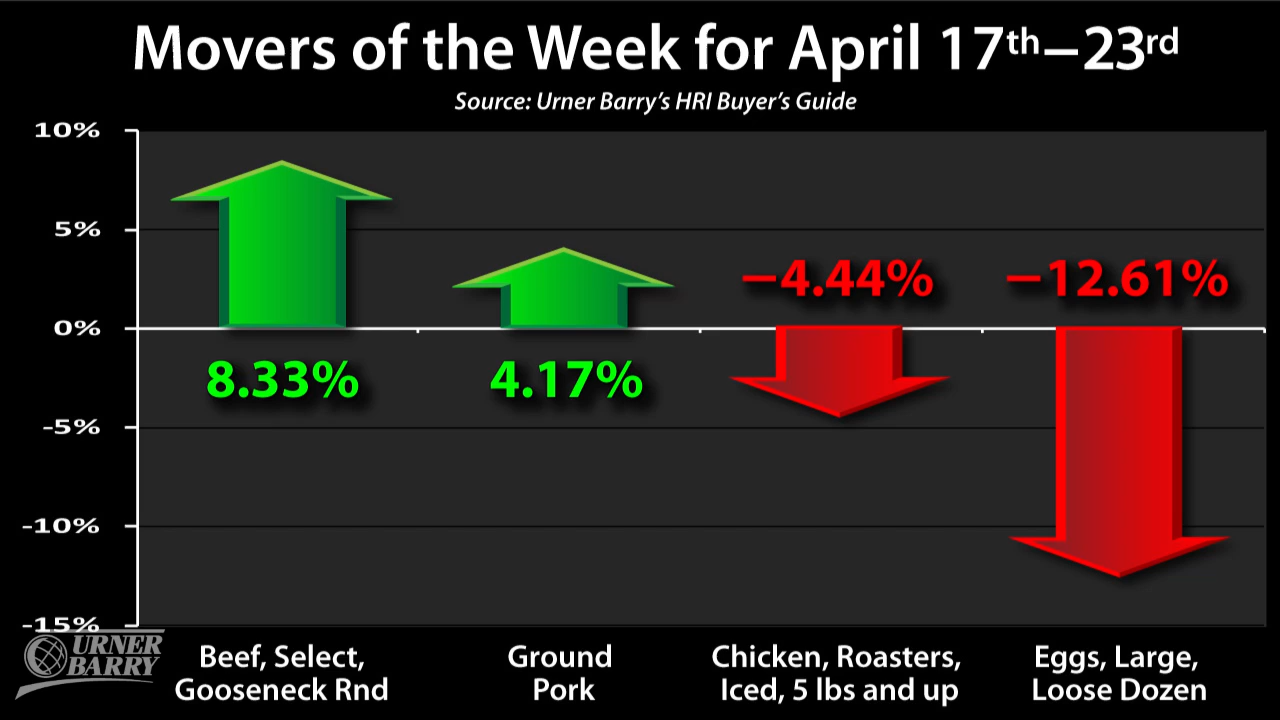 Movers of the Week for April 17th–23rd
Source: Urner Barry's HRI Buyer's Guide
10%
5%
0%
-5%
-10%
-15%
8.33%
4.17%
–4.44%
–12.61%
Beef, Select,
Gooseneck Rnd
Ground
Pork
Chicken, Roasters,
Iced, 5 lbs and up
Eggs, Large,
Loose Dozen
URNER
BARRY